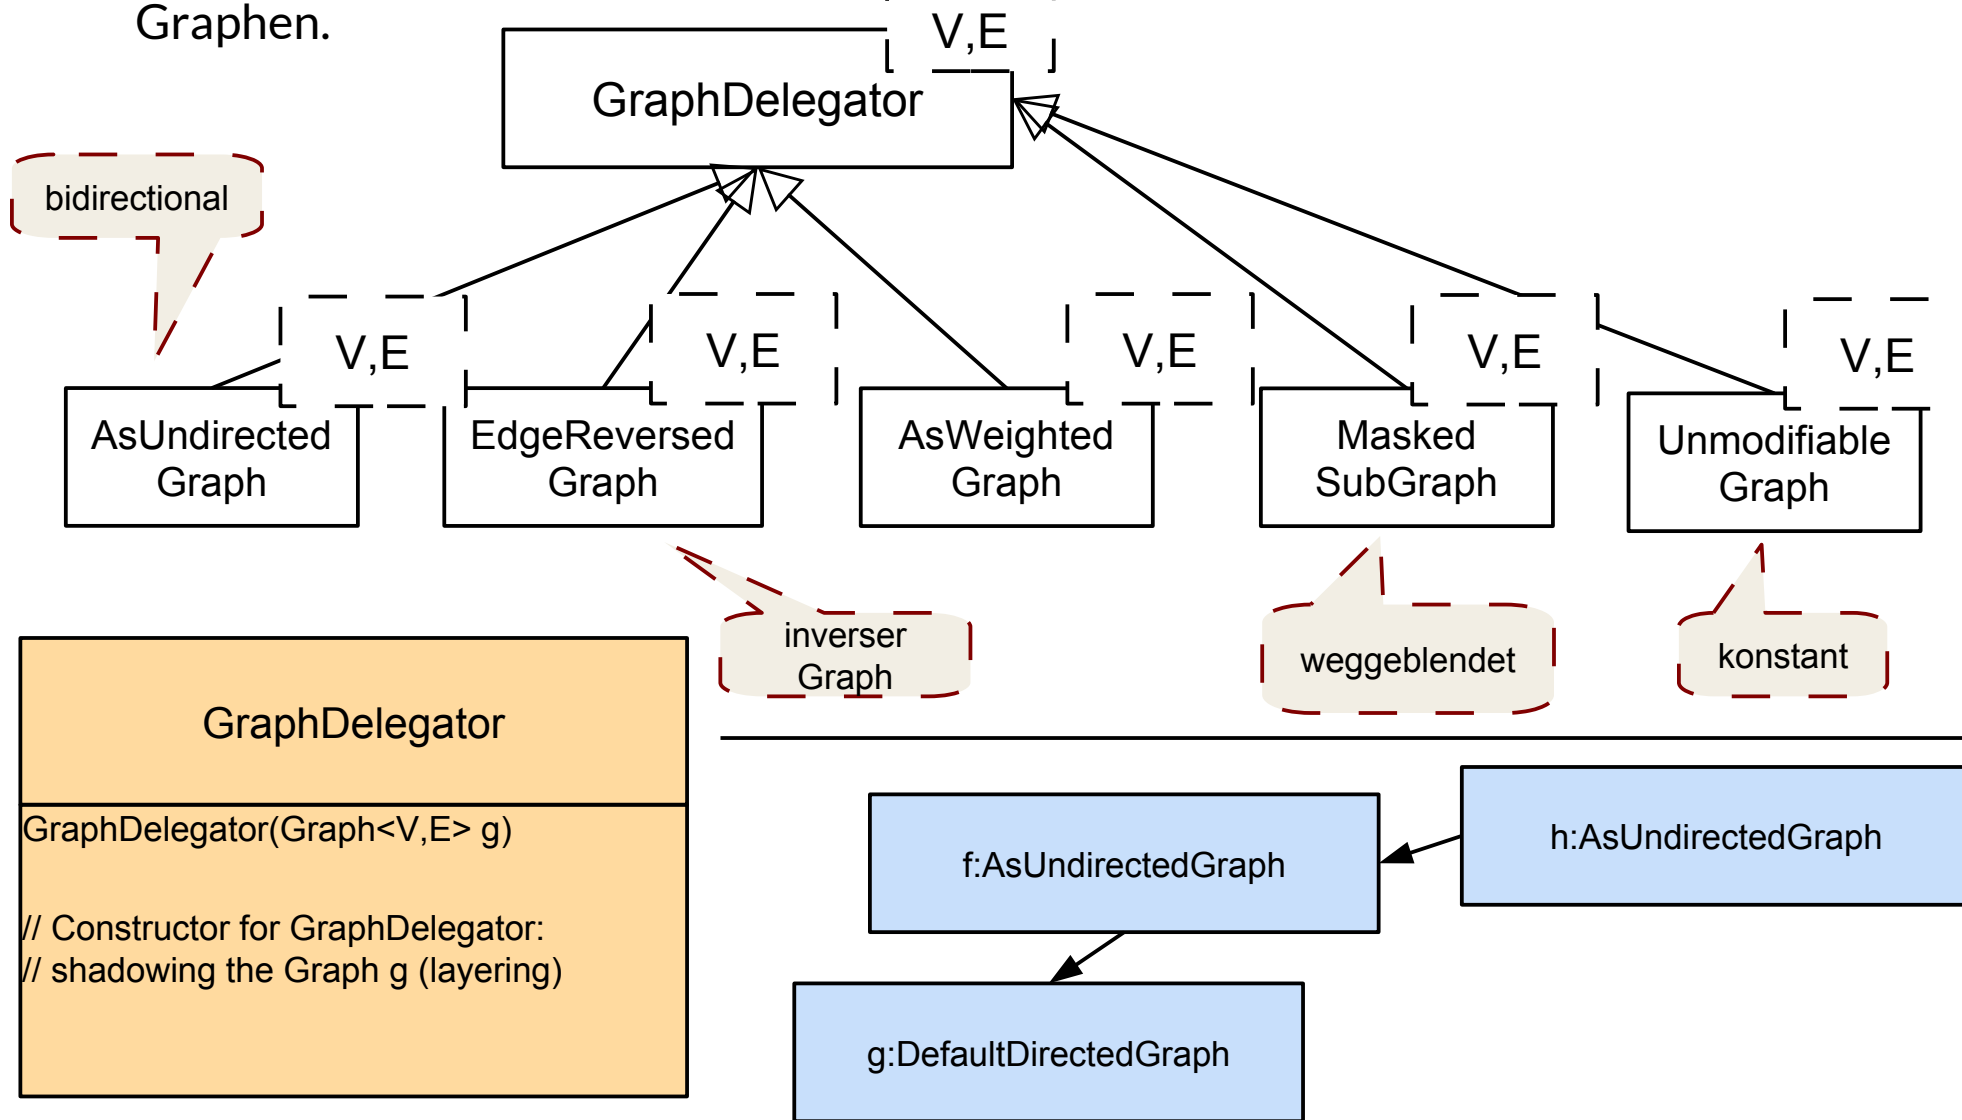 Graphen.
V,E
GraphDelegator
bidirectional
V,E
V,E
V,E
V,E
V,E
AsUndirected
Graph
EdgeReversed
Graph
AsWeighted
Graph
Masked
SubGraph
Unmodifiable
Graph
inverser
Graph
weggeblendet
konstant
GraphDelegator
GraphDelegator(Graph<V,E> g)
// Constructor for GraphDelegator:
// shadowing the Graph g (layering)
f:AsUndirectedGraph
h:AsUndirectedGraph
g:DefaultDirectedGraph